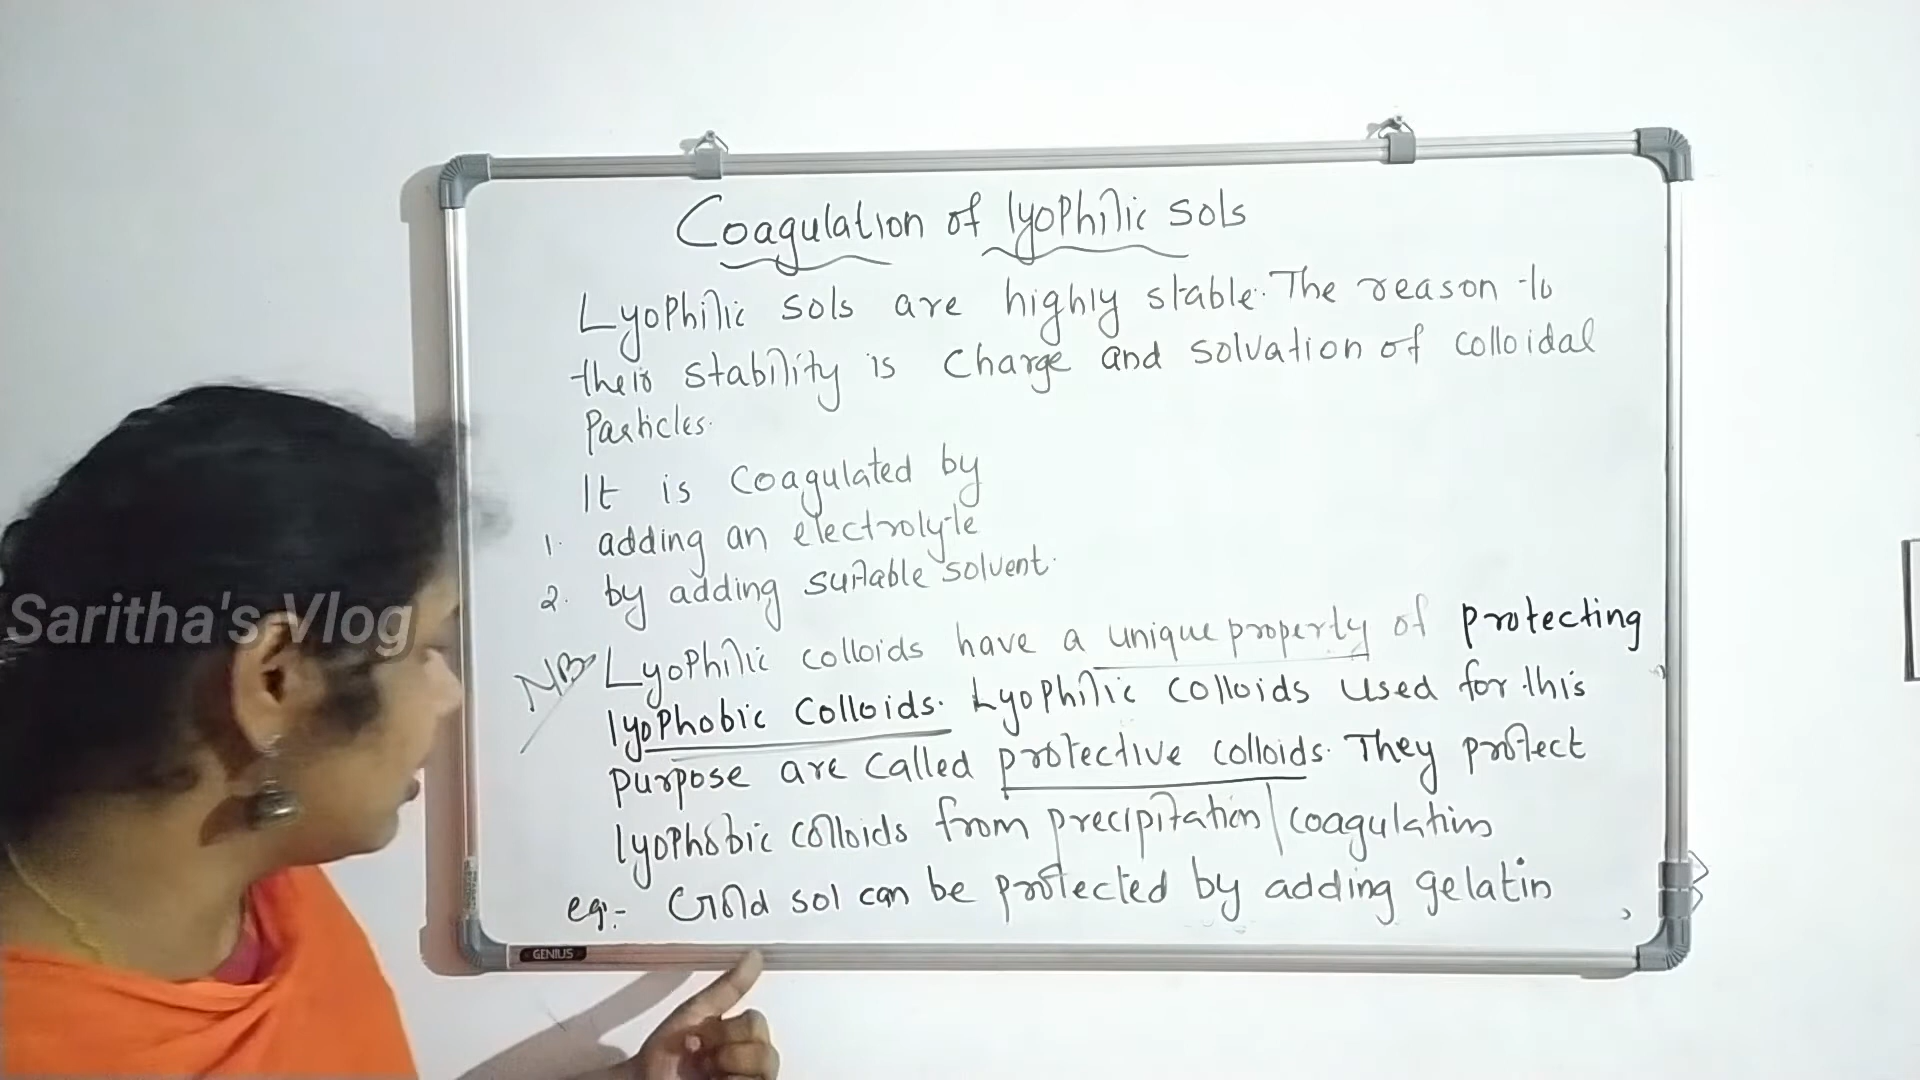 Coagulation of lyophilic sols
Lyophilic sols are highly stable. The reason to
their stability is charge and solvation of colloidal
Particles.
It is coagulated by
1. adding an electrolyte
2. by adding suitable solvent.
NB Lyophilic colloids have a unique property of protecting
lyophobic colloids. Lyophilic colloids used for this
purpose are called protective colloids. They protect
lyophobic colloids from precipitation/coagulation
eg:- Gold sol can be protected by adding gelatin
Saritha's Vlog
GENIUS